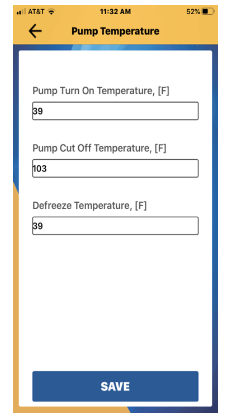 AT&T 11:32 AM 52%
Pump Temperature
Pump Turn On Temperature, [F]
39
Pump Cut Off Temperature, [F]
103
Defreeze Temperature, [F]
39
SAVE